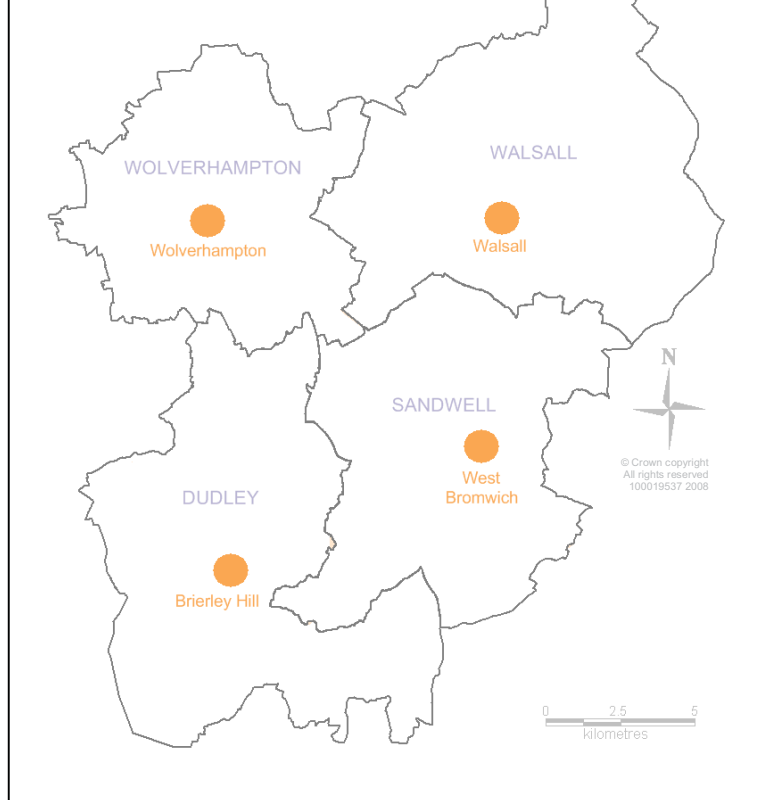 WALSALL
WOLVERHAMPTON
Walsall
Wolverhampton
N
SANDWELL
© Crown copyright
All rights reserved
100019537 2008
West
Bromwich
DUDLEY
Brierley Hill
0 2.5 5
kilometres